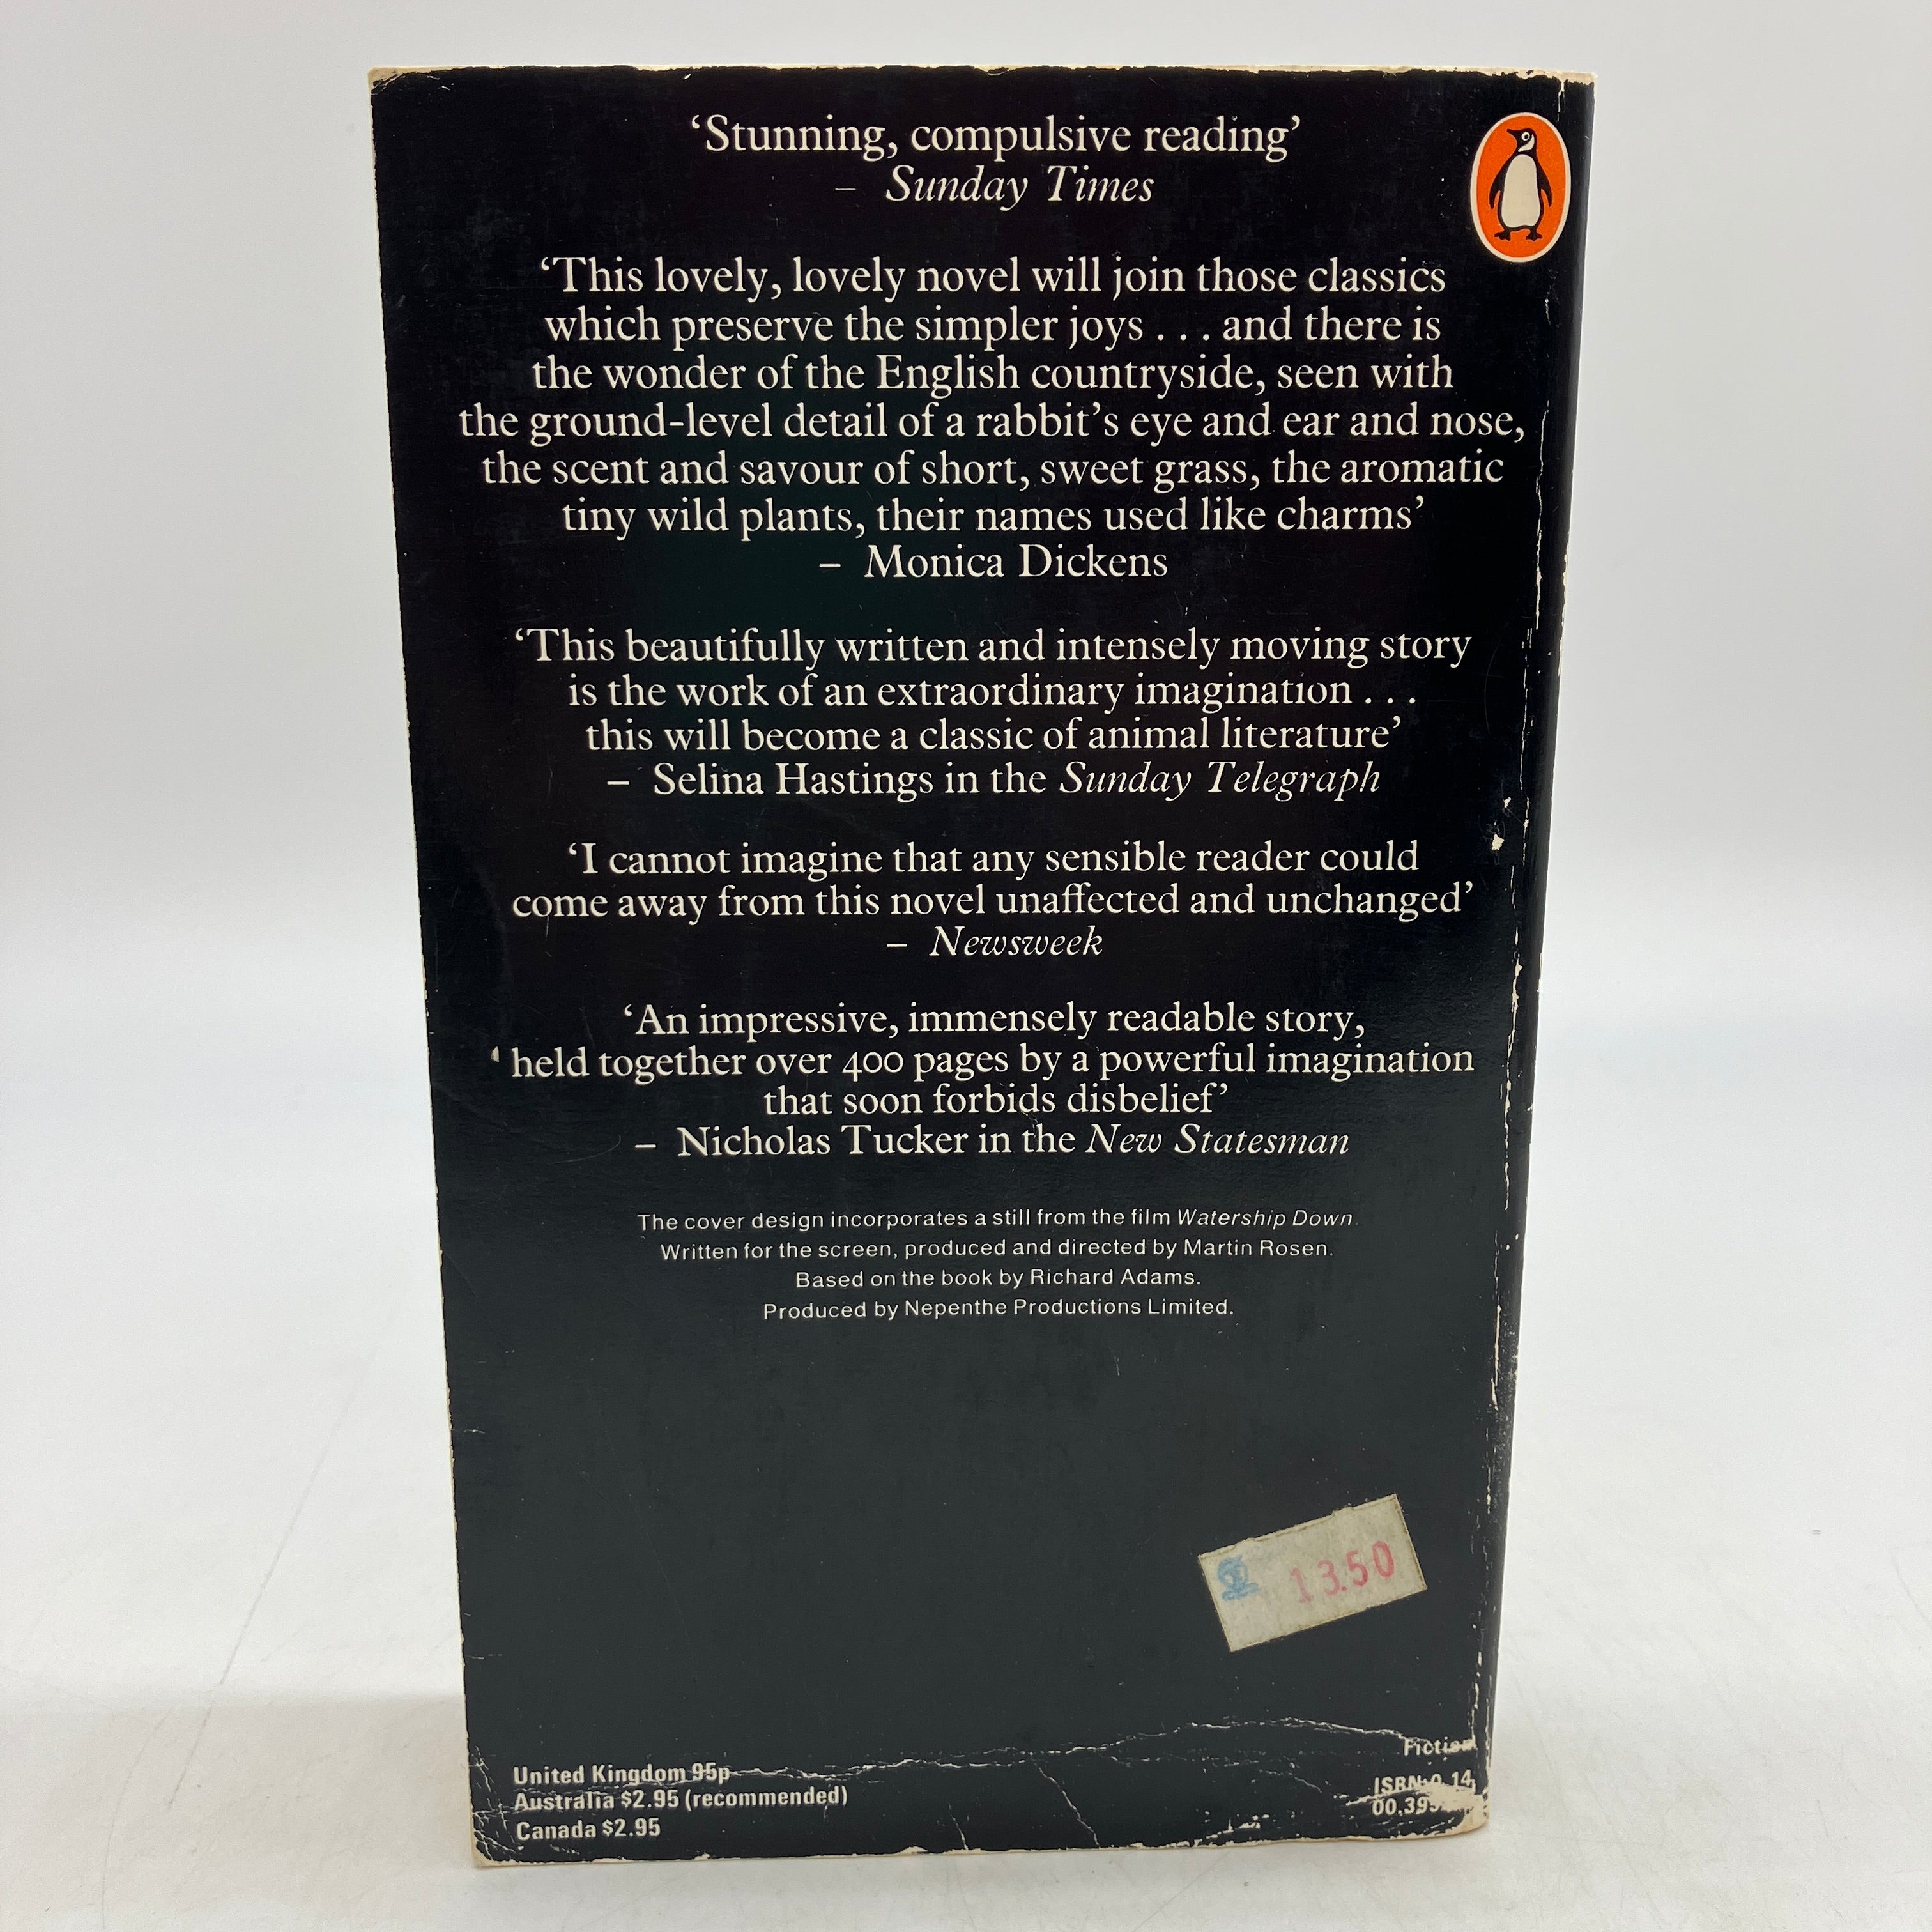 ‘Stunning, compulsive reading’
– Sunday Times
‘This lovely, lovely novel will join those classics
which preserve the simpler joys . . . and there is
the wonder of the English countryside, seen with
the ground-level detail of a rabbit’s eye and ear and nose,
the scent and savour of short, sweet grass, the aromatic
tiny wild plants, their names used like charms’
– Monica Dickens
‘This beautifully written and intensely moving story
is the work of an extraordinary imagination . . .
this will become a classic of animal literature’
– Selina Hastings in the Sunday Telegraph
‘I cannot imagine that any sensible reader could
come away from this novel unaffected and unchanged’
– Newsweek
‘An impressive, immensely readable story,
held together over 400 pages by a powerful imagination
that soon forbids disbelief’
– Nicholas Tucker in the New Statesman
The cover design incorporates a still from the film Watership Down.
Written for the screen, produced and directed by Martin Rosen.
Based on the book by Richard Adams.
Produced by Nepenthe Productions Limited.
13.50
United Kingdom 95p
Australia $2.95 (recommended)
Canada $2.95
Fiction
ISBN 0 14